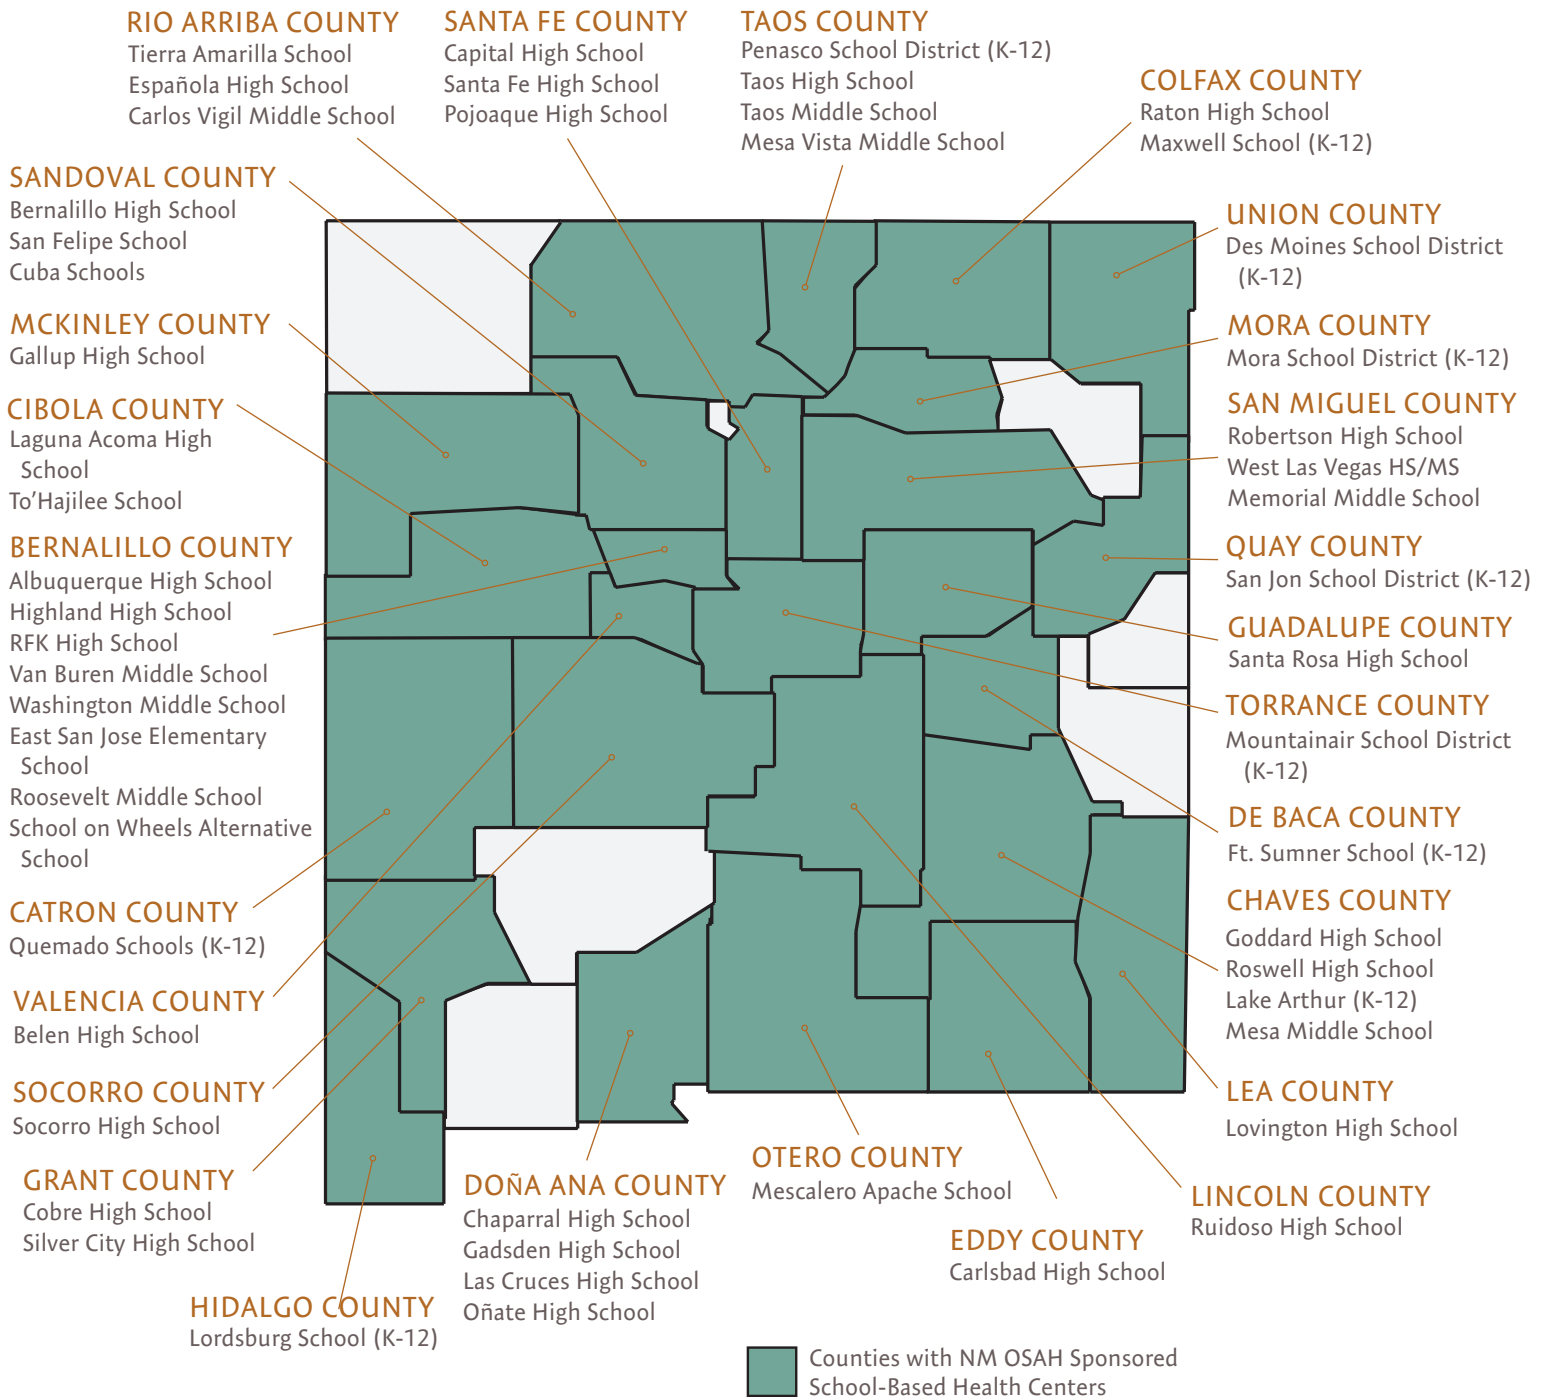 RIO ARRIBA COUNTY
Tierra Amarilla School
Española High School
Carlos Vigil Middle School
SANTA FE COUNTY
Capital High School
Santa Fe High School
Pojoaque High School
TAOS COUNTY
Penasco School District (K-12)
Taos High School
Taos Middle School
Mesa Vista Middle School
COLFAX COUNTY
Raton High School
Maxwell School (K-12)
SANDOVAL COUNTY
Bernalillo High School
San Felipe School
Cuba Schools
MCKINLEY COUNTY
Gallup High School
CIBOLA COUNTY
Laguna Acoma High
School
To'Hajilee School
BERNALILLO COUNTY
Albuquerque High School
Highland High School
RFK High School
Van Buren Middle School
Washington Middle School
East San Jose Elementary
School
Roosevelt Middle School
School on Wheels Alternative
School
CATRON COUNTY
Quemado Schools (K-12)
VALENCIA COUNTY
Belen High School
SOCORRO COUNTY
Socorro High School
GRANT COUNTY
Cobre High School
Silver City High School
HIDALGO COUNTY
Lordsburg School (K-12)
DOÑA ANA COUNTY
Chaparral High School
Gadsden High School
Las Cruces High School
Oñate High School
OTERO COUNTY
Mescalero Apache School
EDDY COUNTY
Carlsbad High School
LINCOLN COUNTY
Ruidoso High School
UNION COUNTY
Des Moines School District
(K-12)
MORA COUNTY
Mora School District (K-12)
SAN MIGUEL COUNTY
Robertson High School
West Las Vegas HS/MS
Memorial Middle School
QUAY COUNTY
San Jon School District (K-12)
GUADALUPE COUNTY
Santa Rosa High School
TORRANCE COUNTY
Mountainair School District
(K-12)
DE BACA COUNTY
Ft. Sumner School (K-12)
CHAVES COUNTY
Goddard High School
Roswell High School
Lake Arthur (K-12)
Mesa Middle School
LEA COUNTY
Lovington High School
Counties with NM OSAH Sponsored
School-Based Health Centers